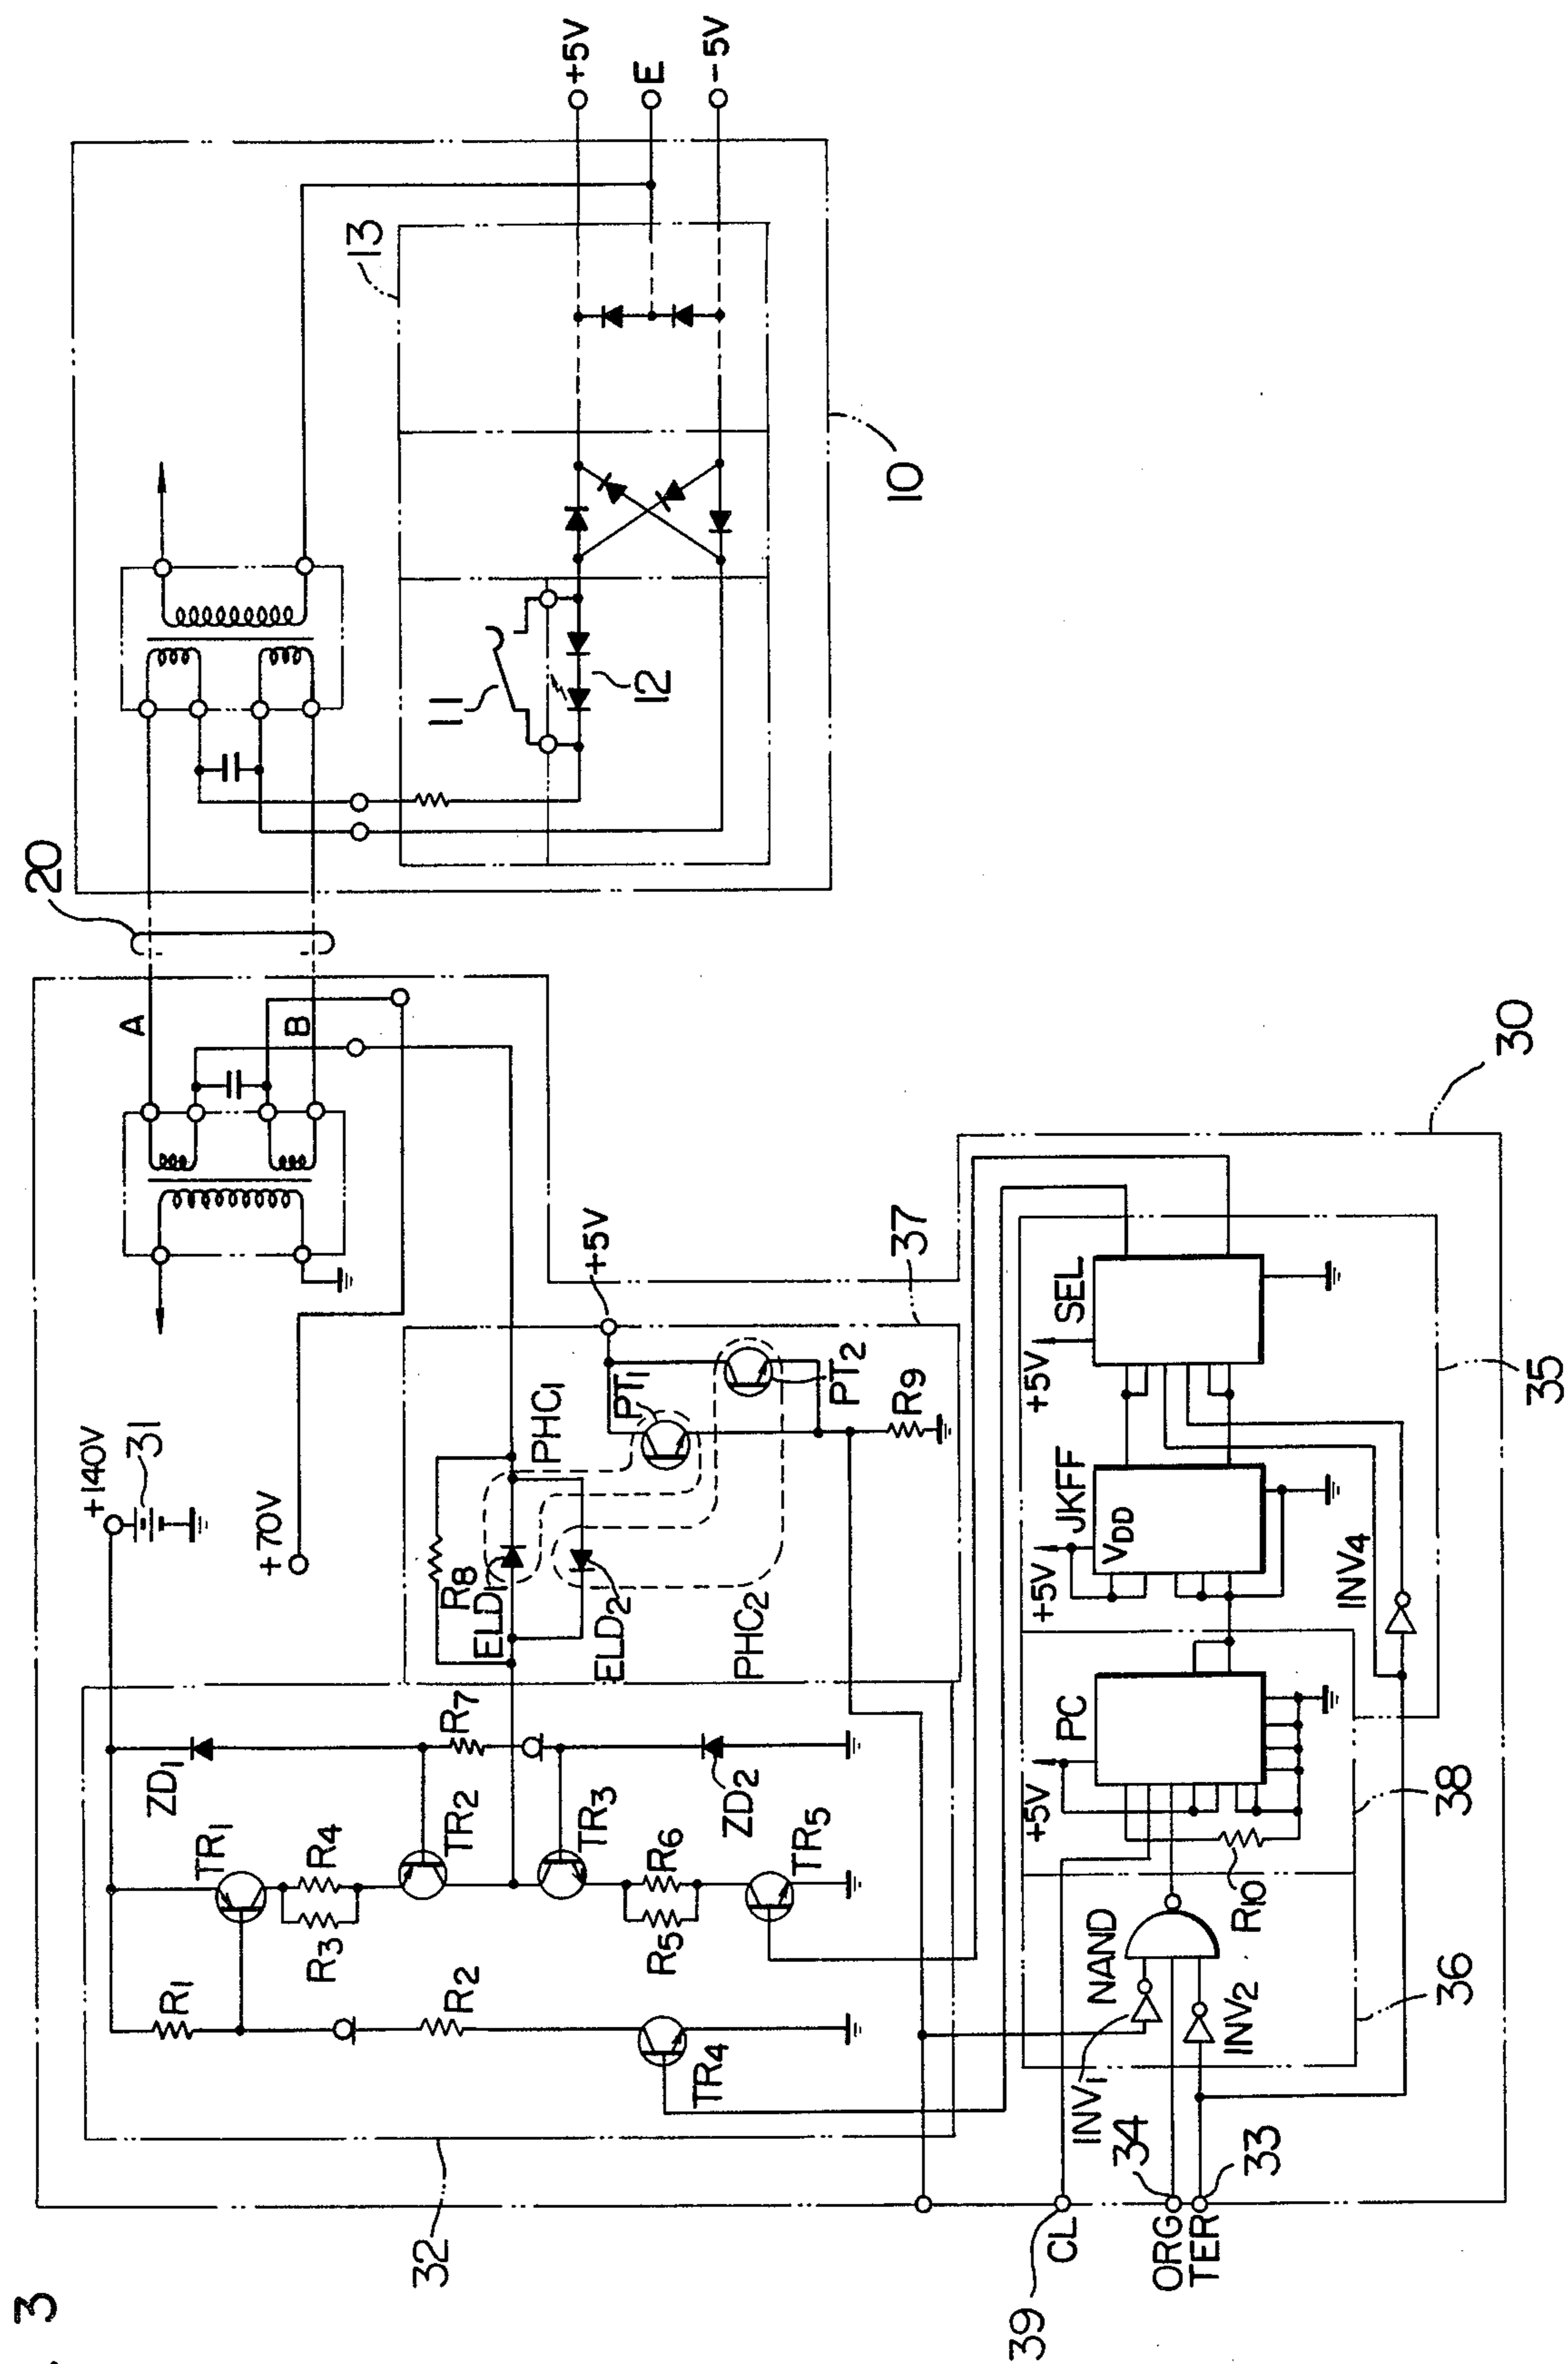 3
32
+140V
31
+70V
R1
TR1
ZD1
R3
R4
R2
TR2
R7
TR3
R5
R6
ZD2
TR4
TR5
R8
ELD1
PHC1
ELD2
PHC2
PT1
PT2
+5V
R9
37
A
B
20
39
CL
ORG
34
TER
33
INV1
NAND
INV2
36
R10
+5V
PC
38
+5V
JKFF
VDD
INV4
+5V
SEL
35
30
11
12
13
10
+5V
E
-5V